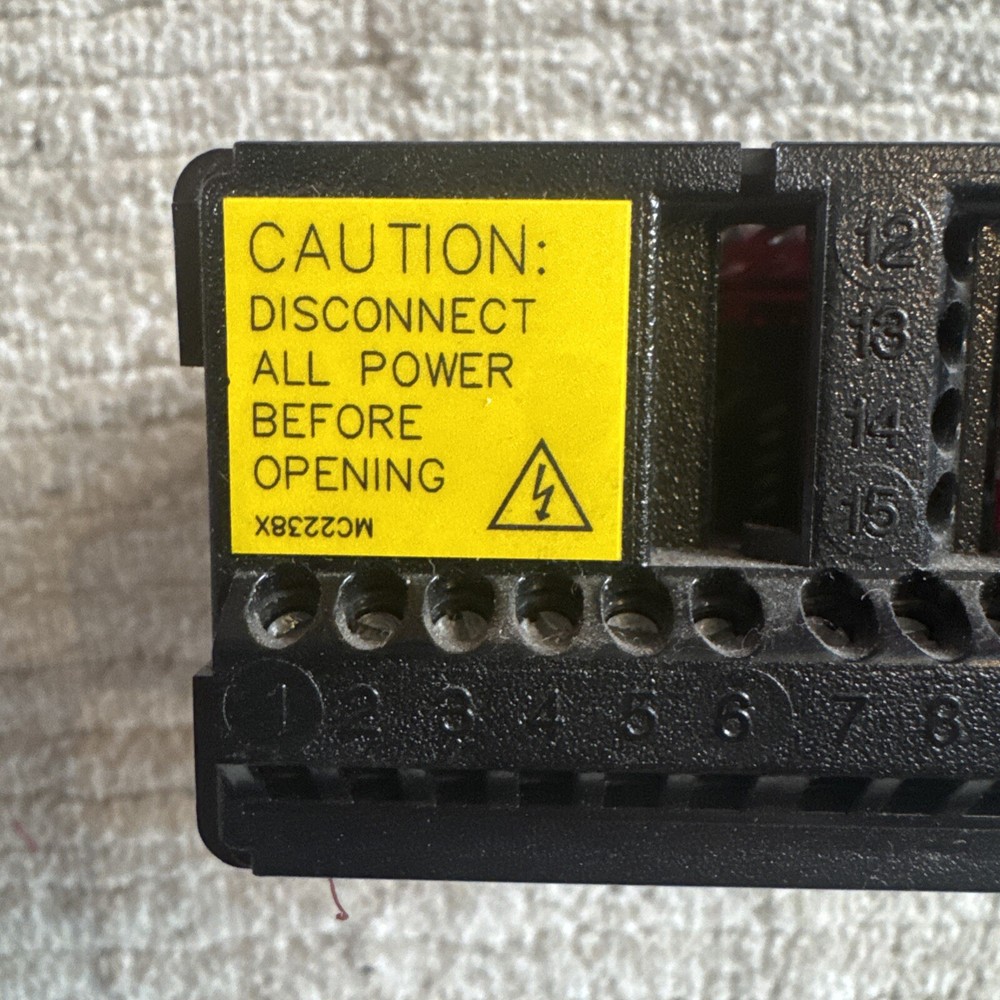 CAUTION:
DISCONNECT
ALL POWER
BEFORE
OPENING
MC2238X
12
13
14
15
1 2 3 4 5 6 7 8